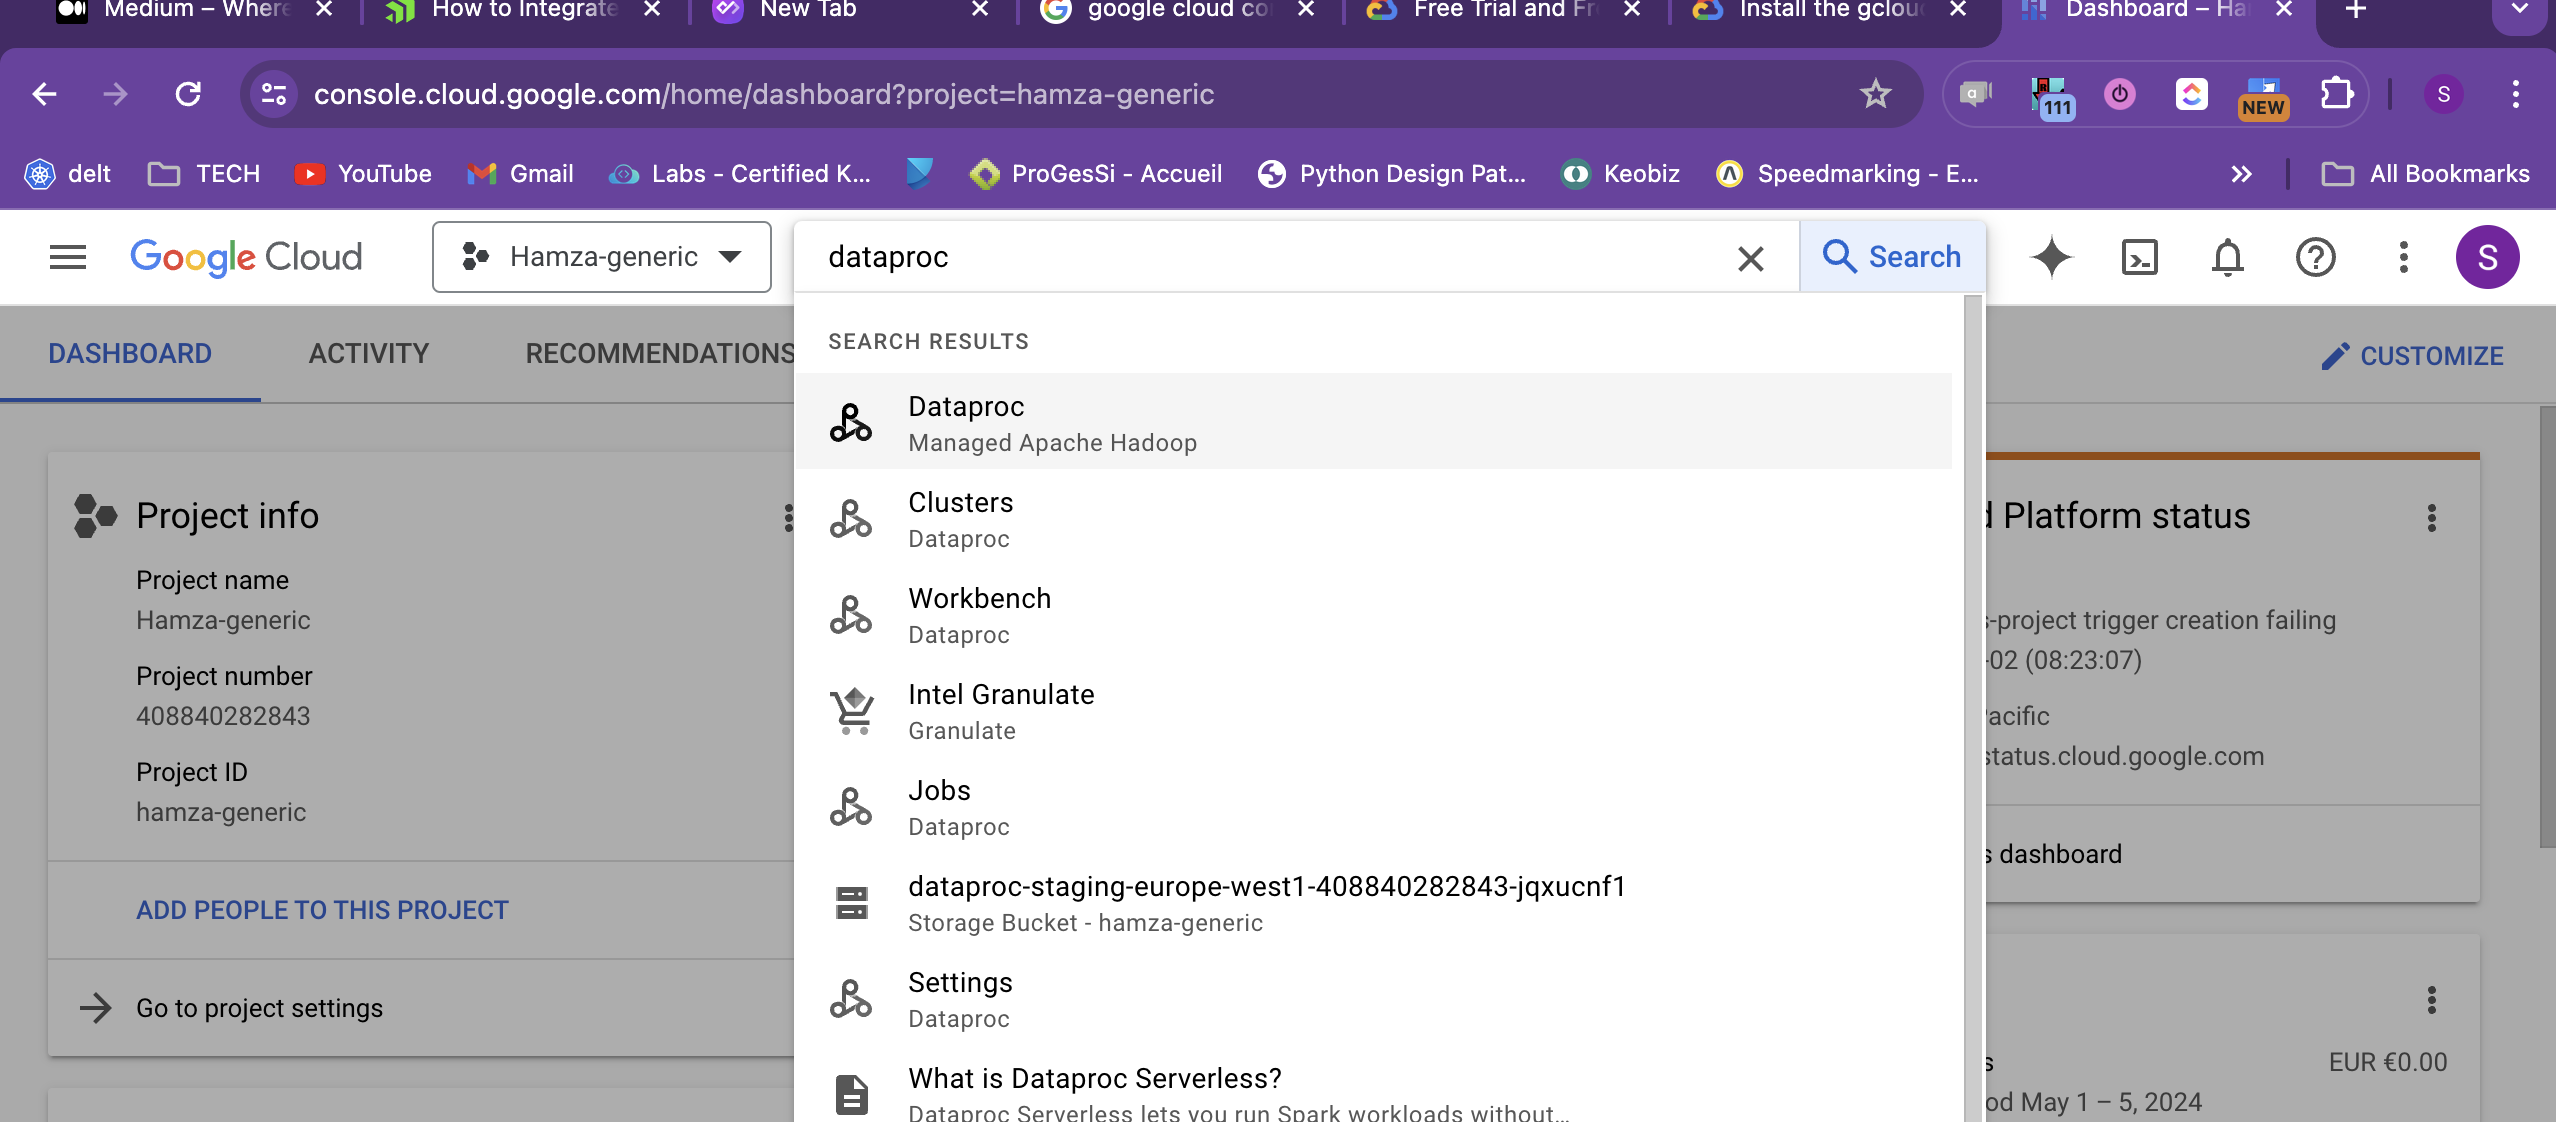 Medium – Where
How to Integrate
New Tab
google cloud co
Free Trial and Fr
Install the gclou
Dashboard – Ha
console.cloud.google.com/home/dashboard?project=hamza-generic
a
111
NEW
S
delt
TECH
YouTube
Gmail
Labs - Certified K...
ProGesSi - Accueil
Python Design Pat...
Keobiz
Speedmarking - E...
All Bookmarks
Google Cloud
Hamza-generic
dataproc
Search
S
DASHBOARD
ACTIVITY
RECOMMENDATIONS
CUSTOMIZE
SEARCH RESULTS
Dataproc
Managed Apache Hadoop
Clusters
Dataproc
Workbench
Dataproc
Intel Granulate
Granulate
Jobs
Dataproc
dataproc-staging-europe-west1-408840282843-jqxucnf1
Storage Bucket - hamza-generic
Settings
Dataproc
What is Dataproc Serverless?
Dataproc Serverless lets you run Spark workloads without...
Project info
Project name
Hamza-generic
Project number
408840282843
Project ID
hamza-generic
ADD PEOPLE TO THIS PROJECT
Go to project settings
d Platform status
s-project trigger creation failing
-02 (08:23:07)
acific
status.cloud.google.com
s dashboard
s
EUR €0.00
od May 1 – 5, 2024